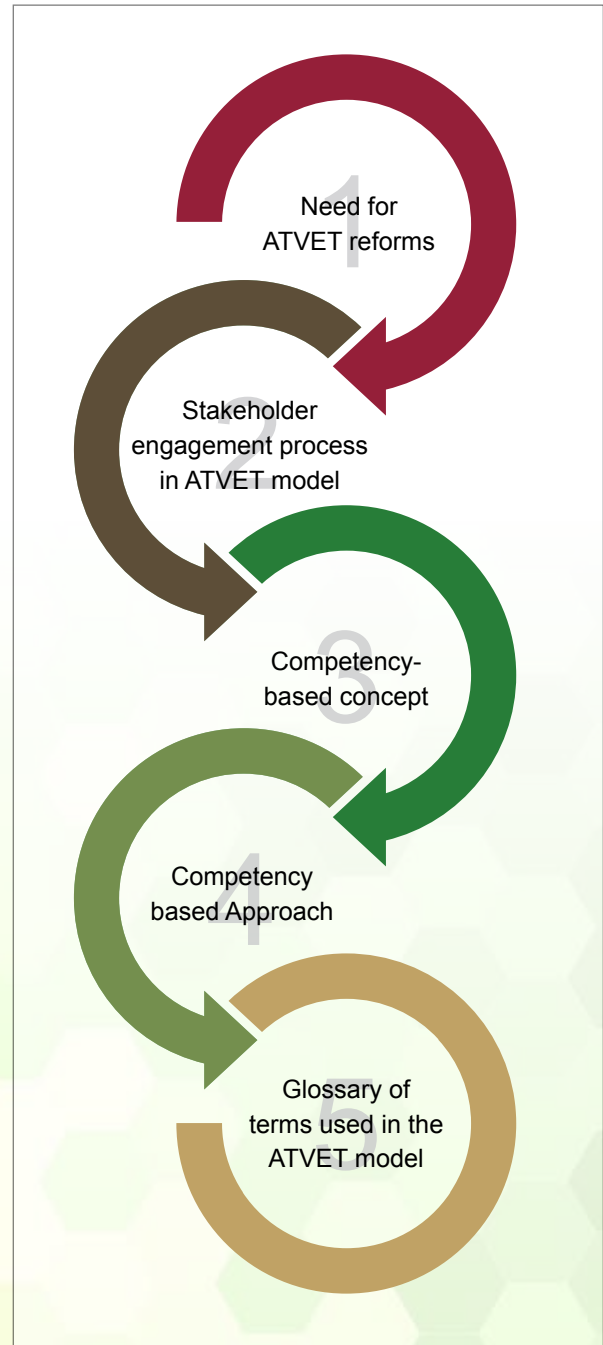 1
Need for
ATVET reforms
2
Stakeholder
engagement process
in ATVET model
3
Competency-
based concept
4
Competency
based Approach
5
Glossary of
terms used in the
ATVET model